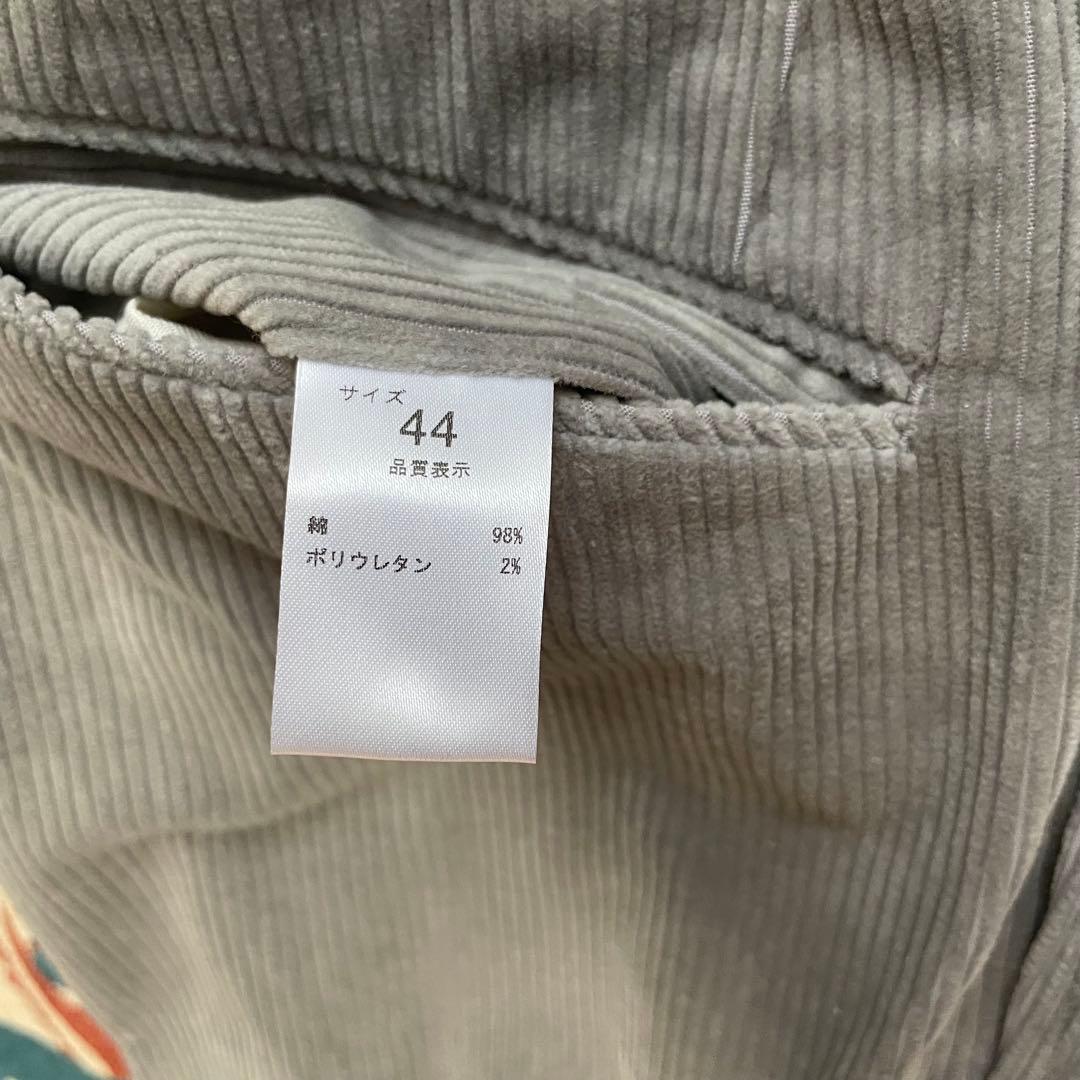 サイズ
44
品質表示
綿 98%
ポリウレタン 2%